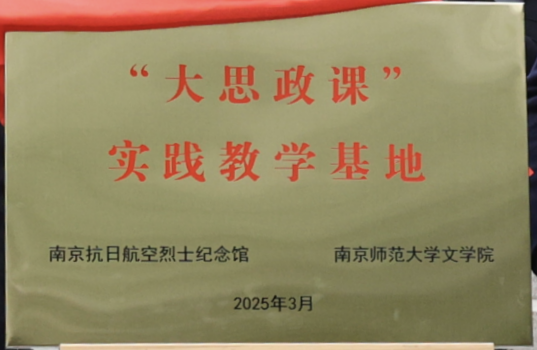 “大思政课”
实践教学基地
南京抗日航空烈士纪念馆 南京师范大学文学院
2025年3月